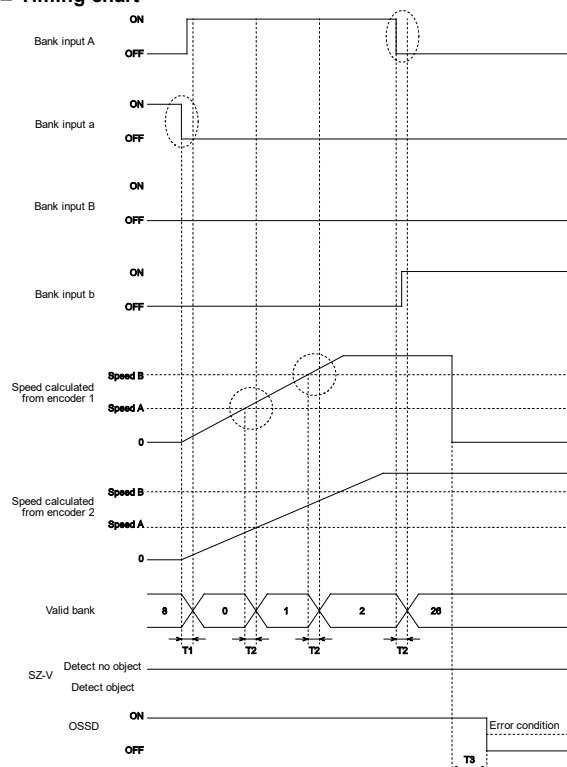 Timing chart
ON
Bank input A
OFF
ON
Bank input a
OFF
ON
Bank input B
OFF
ON
Bank input b
OFF
Speed B
Speed calculated
from encoder 1
Speed A
0
Speed B
Speed calculated
from encoder 2
Speed A
0
Valid bank
8
0
1
2
26
T1
T2
T2
T2
SZ-V
Detect no object
Detect object
ON
OSSD
Error condition
OFF
T3